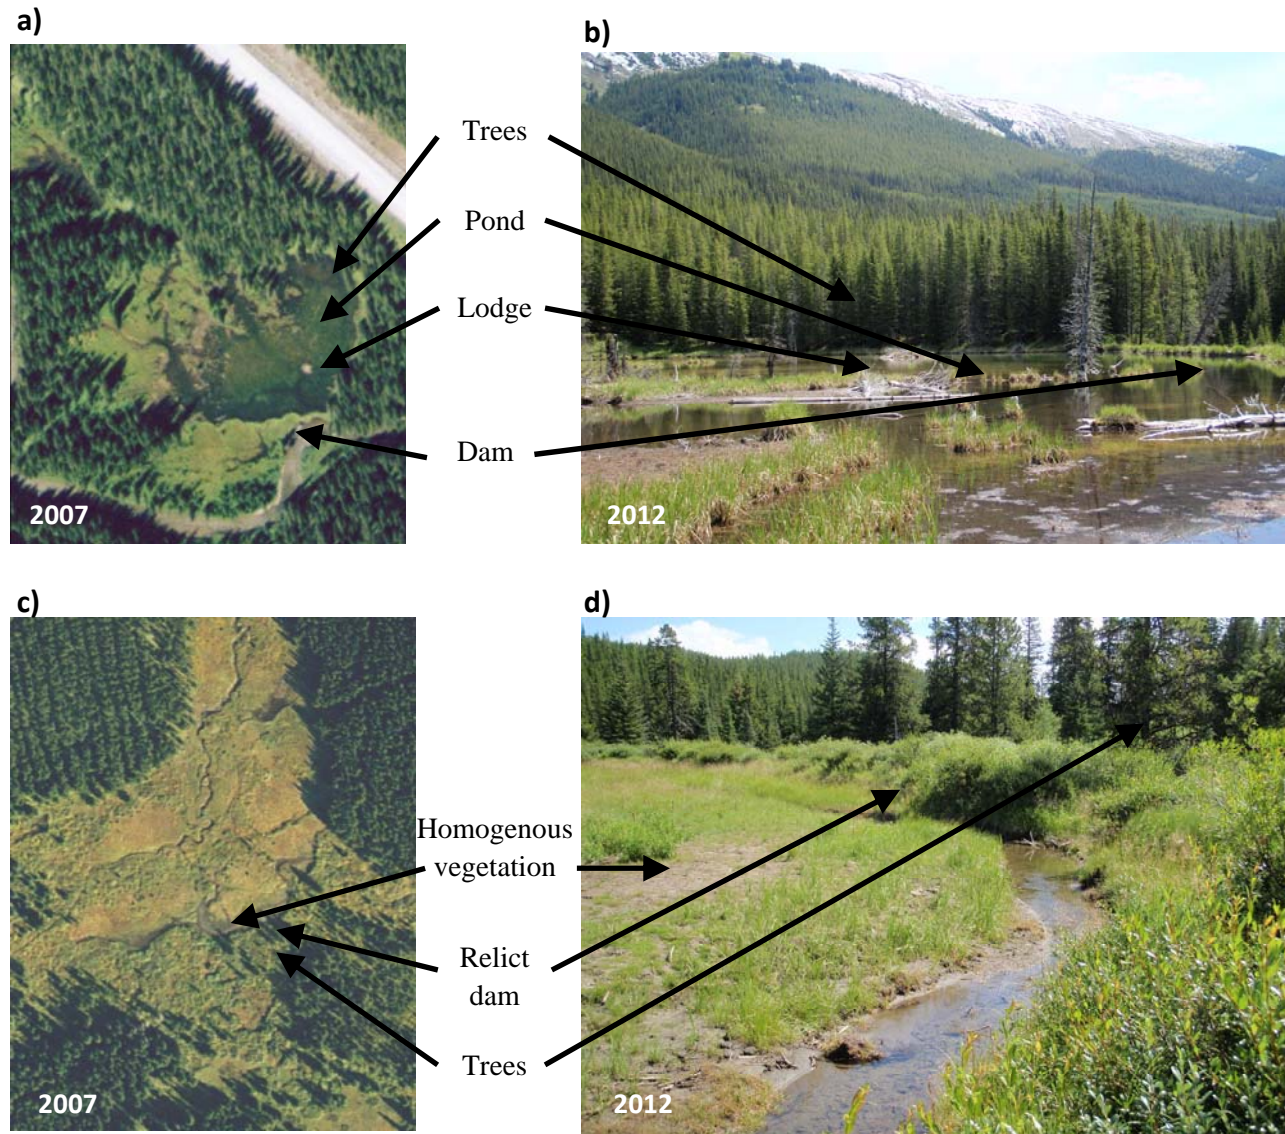 a)
b)
Trees
Pond
Lodge
Dam
2007
2012
c)
d)
Homogenous
vegetation
Relict
dam
Trees
2007
2012